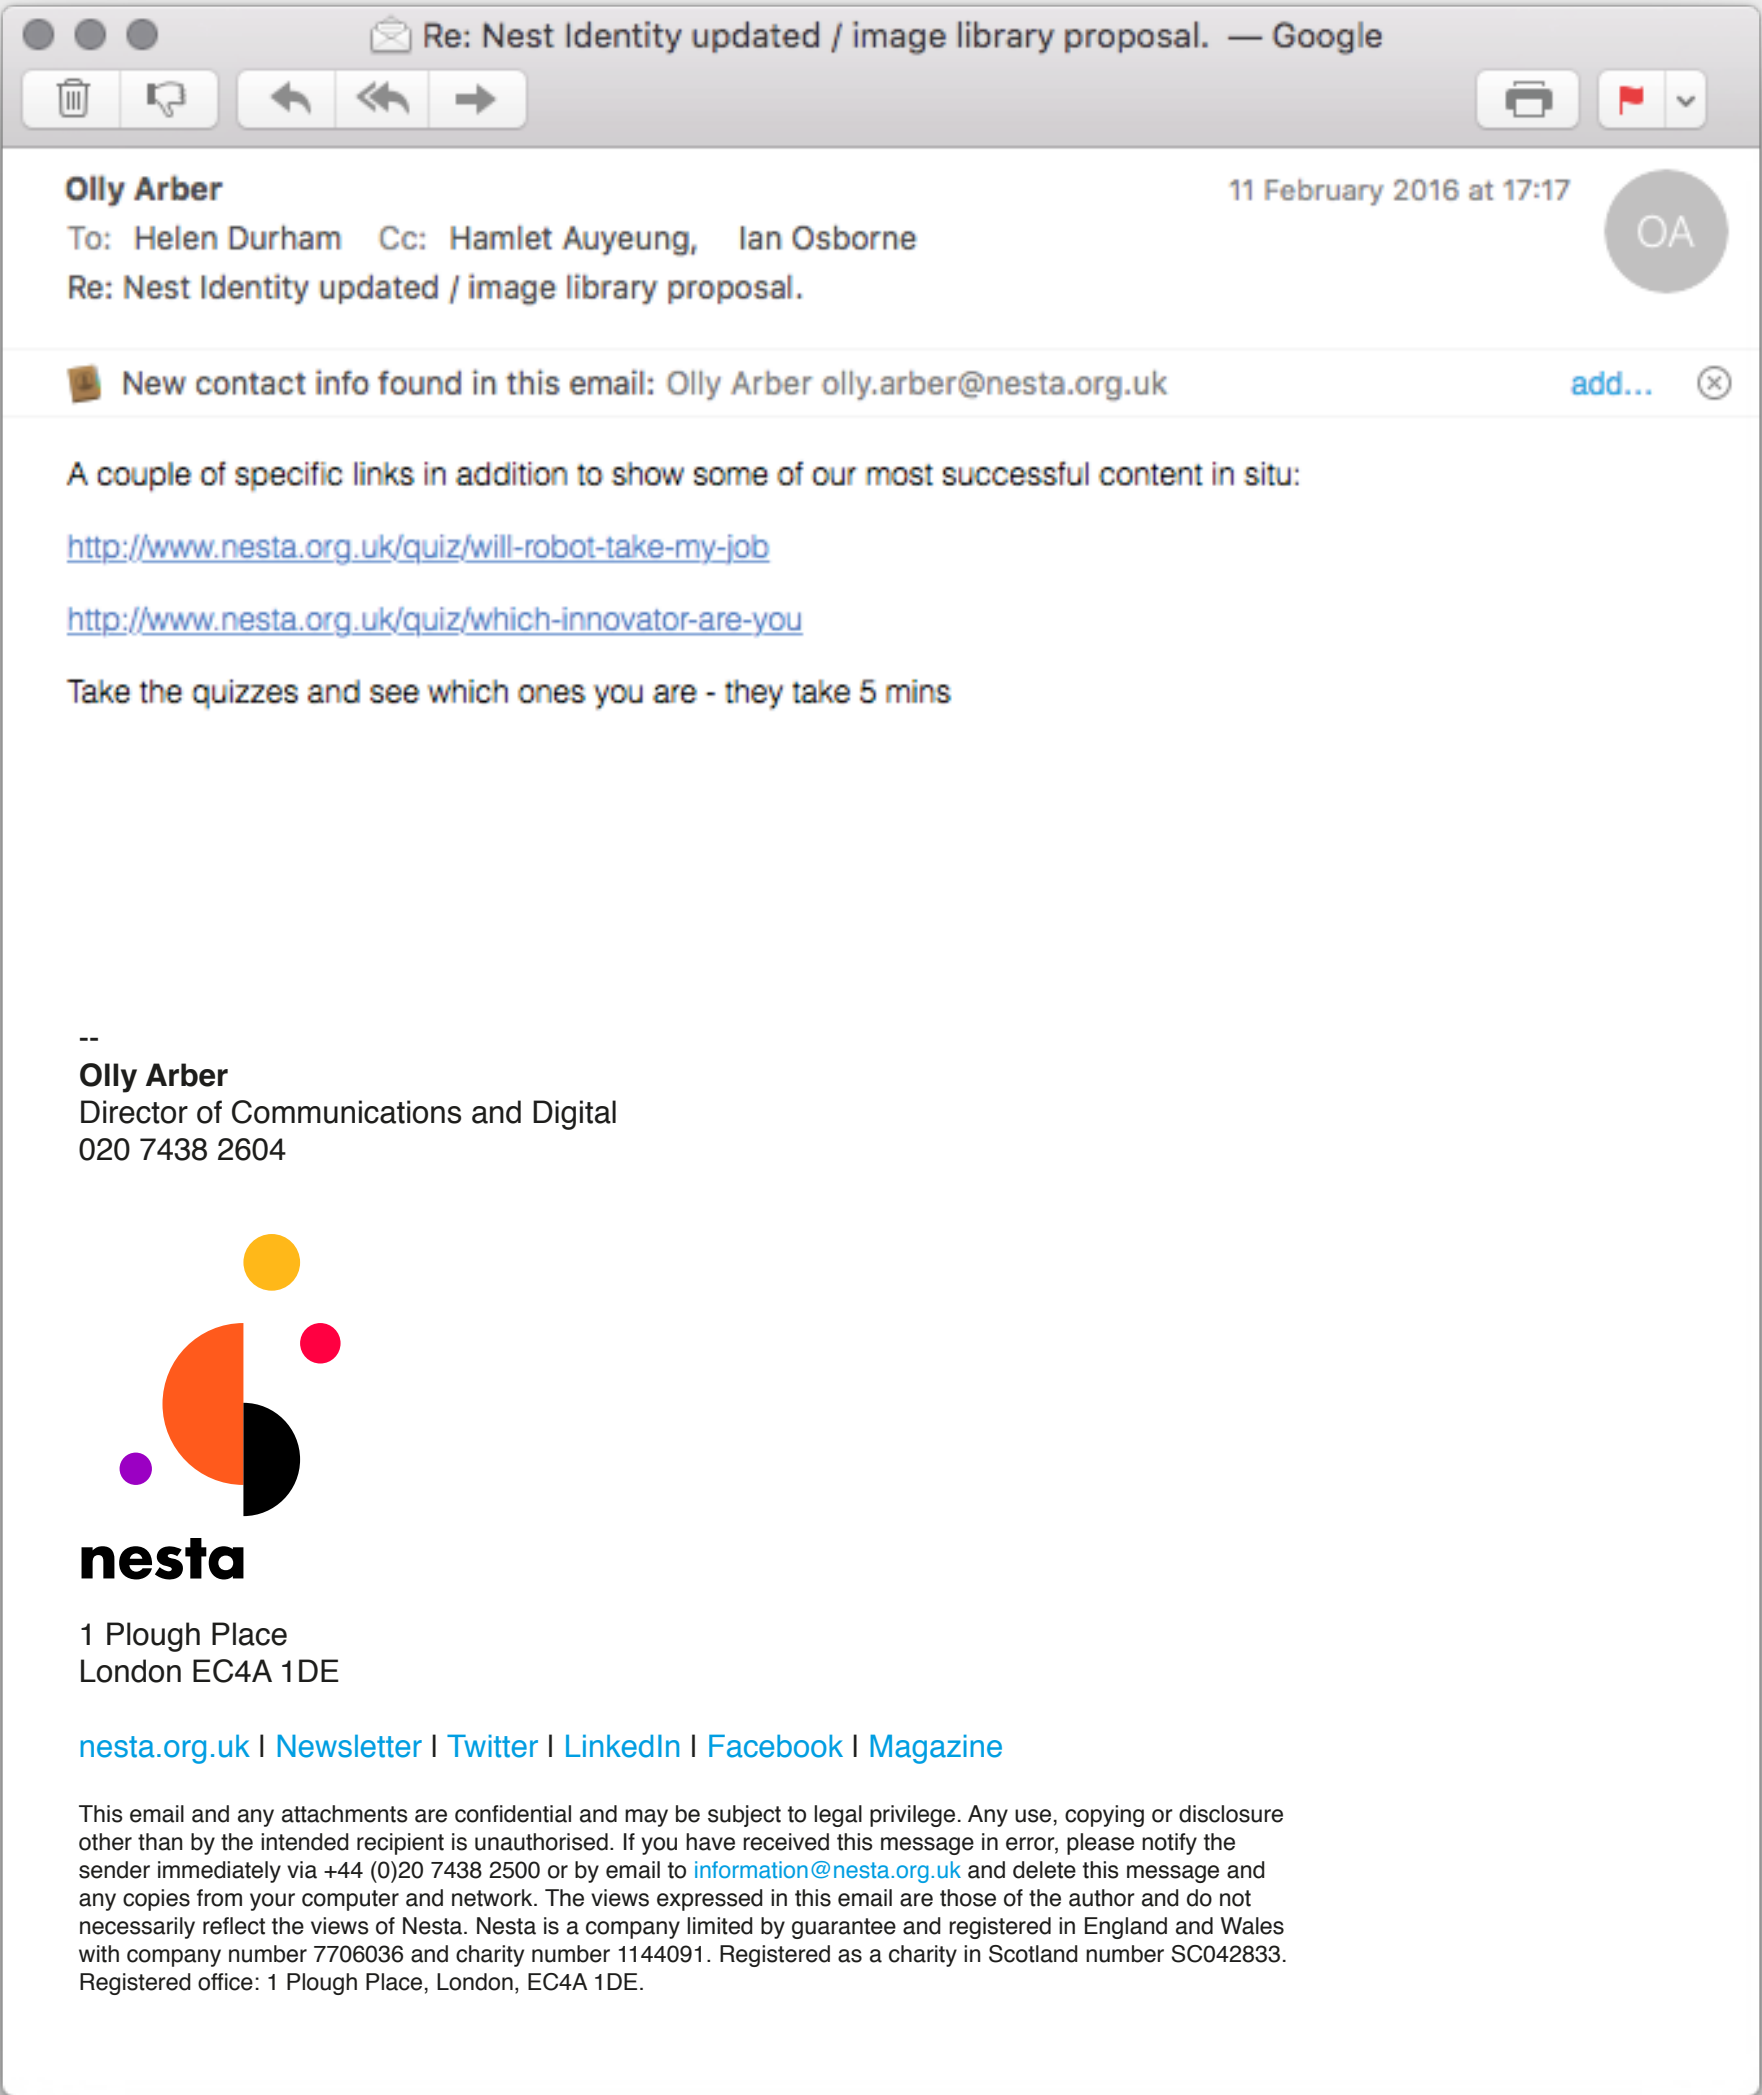 Re: Nest Identity updated / image library proposal. — Google
Olly Arber
11 February 2016 at 17:17
OA
To: Helen Durham Cc: Hamlet Auyeung, Ian Osborne
Re: Nest Identity updated / image library proposal.
New contact info found in this email: Olly Arber olly.arber@nesta.org.uk
add...
A couple of specific links in addition to show some of our most successful content in situ:
http://www.nesta.org.uk/quiz/will-robot-take-my-job
http://www.nesta.org.uk/quiz/which-innovator-are-you
Take the quizzes and see which ones you are - they take 5 mins
--
Olly Arber
Director of Communications and Digital
020 7438 2604
nesta
1 Plough Place
London EC4A 1DE
nesta.org.uk | Newsletter | Twitter | LinkedIn | Facebook | Magazine
This email and any attachments are confidential and may be subject to legal privilege. Any use, copying or disclosure
other than by the intended recipient is unauthorised. If you have received this message in error, please notify the
sender immediately via +44 (0)20 7438 2500 or by email to information@nesta.org.uk and delete this message and
any copies from your computer and network. The views expressed in this email are those of the author and do not
necessarily reflect the views of Nesta. Nesta is a company limited by guarantee and registered in England and Wales
with company number 7706036 and charity number 1144091. Registered as a charity in Scotland number SC042833.
Registered office: 1 Plough Place, London, EC4A 1DE.